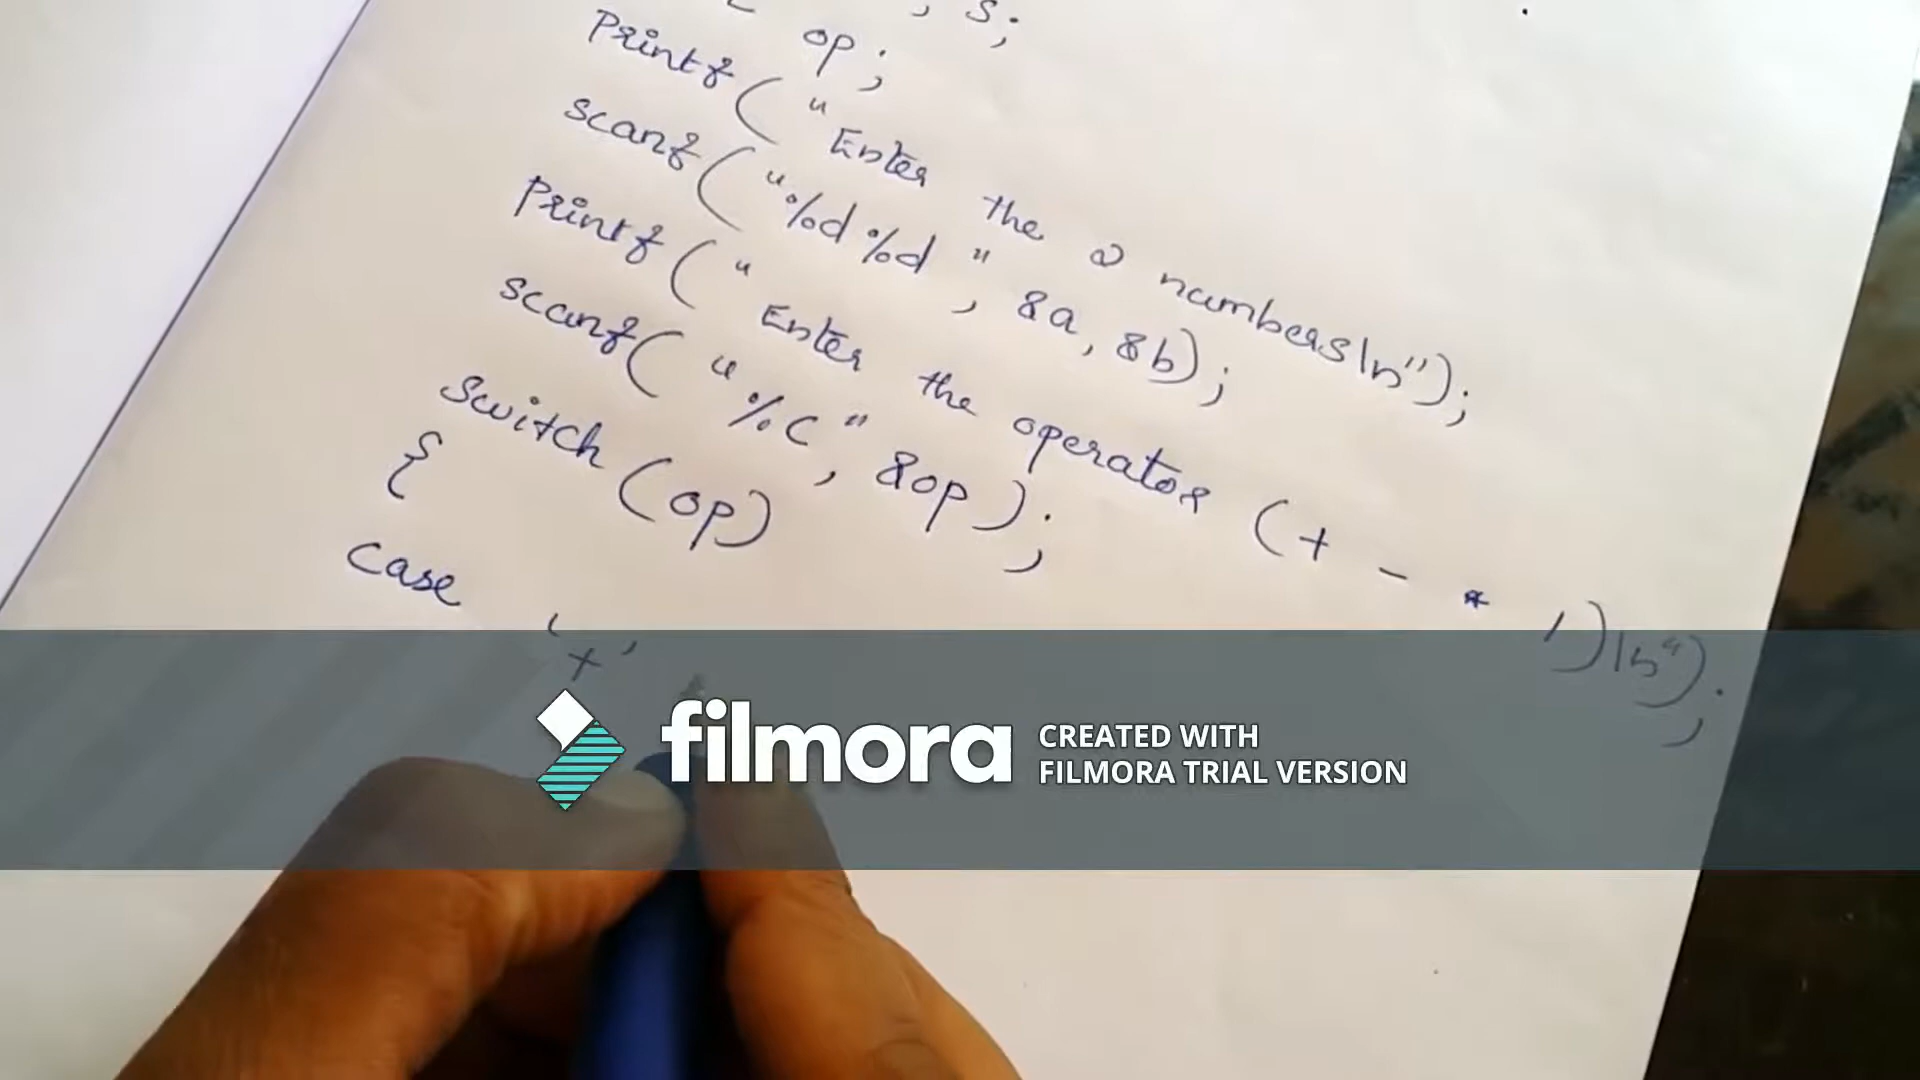 , s;
op;
printf("Enter the 2 numbers\n");
scanf("%d%d", &a, &b);
printf("Enter the operator (+ - * /)\n");
scanf("%c", &op);
switch (op)
{
case '+'
filmora
CREATED WITH
FILMORA TRIAL VERSION